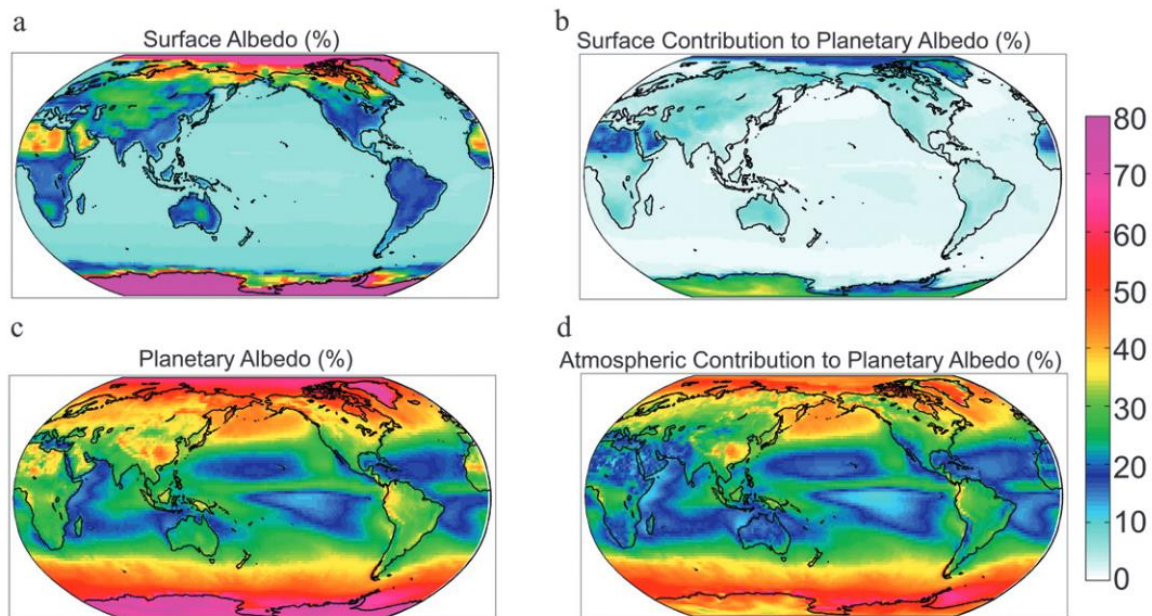 a
Surface Albedo (%)
b
Surface Contribution to Planetary Albedo (%)
80
70
60
50
40
30
20
10
0
c
Planetary Albedo (%)
d
Atmospheric Contribution to Planetary Albedo (%)